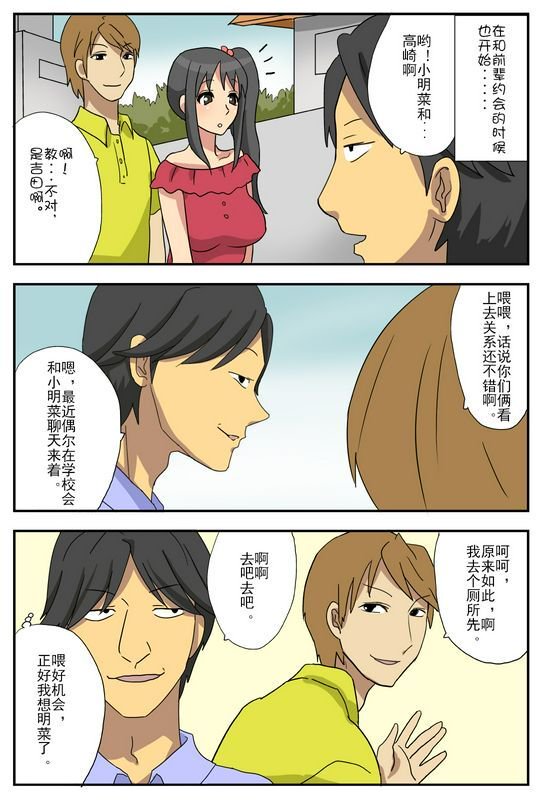 在和前辈约会的时候
也开始.....
哟！小明菜和...
高崎啊
啊！
教...不对，
是吉田啊。
喂喂，话说你们俩看
上去关系还不错啊。
嗯，最近偶尔在学校会
和小明菜聊天来着。
呵呵，
原来如此，啊
我去个厕所先。
啊啊
去吧去吧。
喂好机会，
正好我想明菜了。